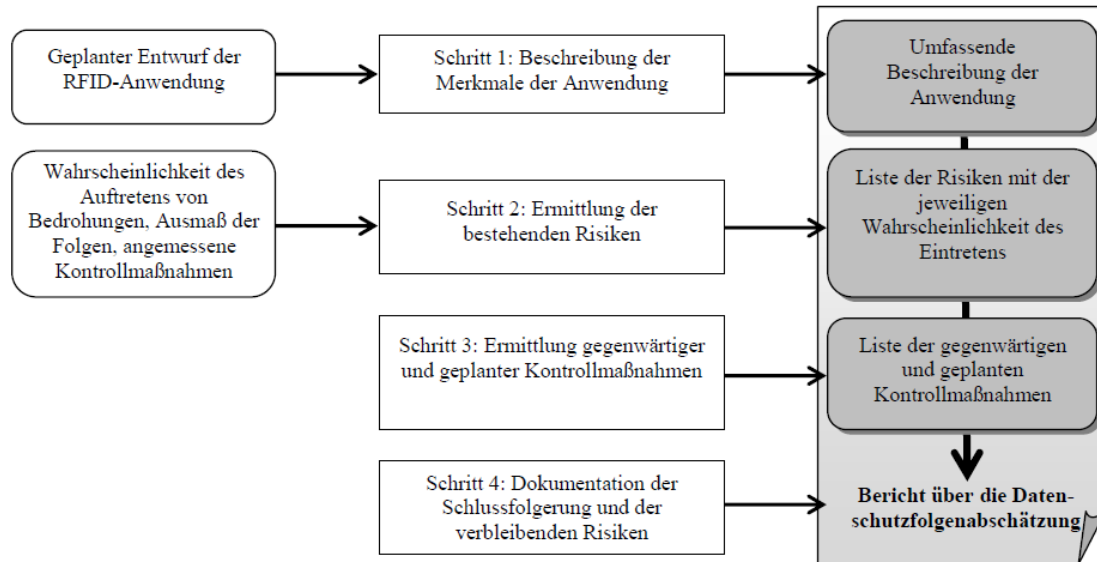 Geplanter Entwurf der
RFID-Anwendung
Schritt 1: Beschreibung der
Merkmale der Anwendung
Umfassende
Beschreibung der
Anwendung
Wahrscheinlichkeit des
Auftretens von
Bedrohungen, Ausmaß der
Folgen, angemessene
Kontrollmaßnahmen
Schritt 2: Ermittlung der
bestehenden Risiken
Liste der Risiken mit der
jeweiligen
Wahrscheinlichkeit des
Eintretens
Schritt 3: Ermittlung gegenwärtiger
und geplanter Kontrollmaßnahmen
Liste der gegenwärtigen
und geplanten
Kontrollmaßnahmen
Schritt 4: Dokumentation der
Schlussfolgerung und der
verbleibenden Risiken
Bericht über die Daten-
schutzfolgenabschätzung